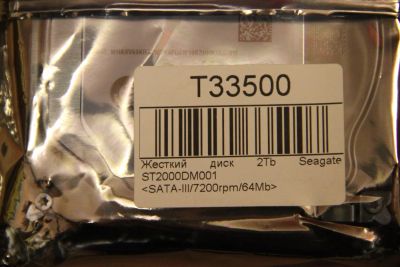 T33500
Жесткий диск 2Tb Seagate
ST2000DM001
<SATA-III/7200rpm/64Mb>